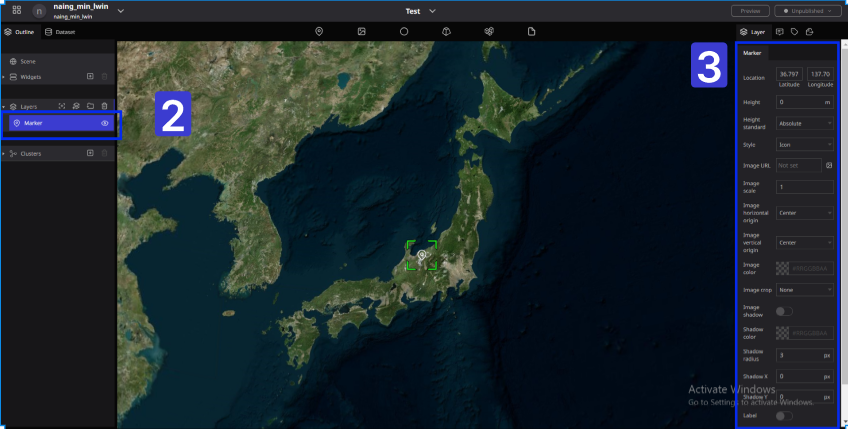 naing_min_lwin
naing_min_lwin
n
Test
Preview
Unpublished
Outline
Dataset
Layer
Scene
Widgets
Layers
Marker
Clusters
2
3
Marker
Location
36.797
137.70
Latitude
Longitude
Height
0
m
Height
standard
Absolute
Style
Icon
Image URL
Not set
Image
scale
1
Image
horizontal
origin
Center
Image
vertical
origin
Center
Image
color
#RRGGBBAA
Image crop
None
Image
shadow
Shadow
color
#RRGGBBAA
Shadow
radius
3
px
Shadow X
0
px
Shadow Y
0
px
Label
Activate Windows
Go to Settings to activate Windows.